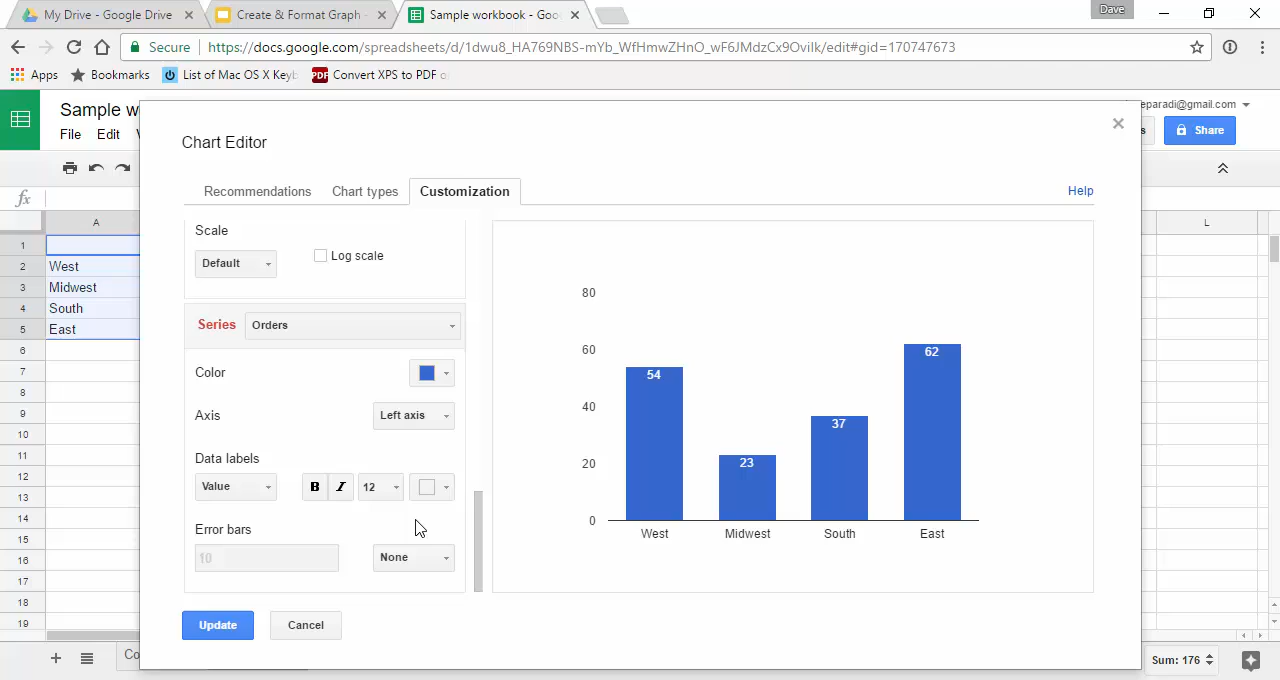 My Drive - Google Drive
Create & Format Graph -
Sample workbook - Goo
Dave
Secure
https://docs.google.com/spreadsheets/d/1dwu8_HA769NBS-mYb_WfHmwZHnO_wF6JMdzCx9Ovilk/edit#gid=170747673
Apps
Bookmarks
List of Mac OS X Keyb
PDF
Convert XPS to PDF o
Sample w
eparadi@gmail.com
File
Edit
s
Share
Chart Editor
Recommendations
Chart types
Customization
Help
fx
A
L
1
2 West
3 Midwest
4 South
5 East
6
7
8
9
10
11
12
13
14
15
16
17
18
19
Scale
Default
Log scale
Series
Orders
Color
Axis
Left axis
Data labels
Value
B
I
12
Error bars
10
None
Update
Cancel
80
60
40
20
0
54
23
37
62
West
Midwest
South
East
Co
Sum: 176